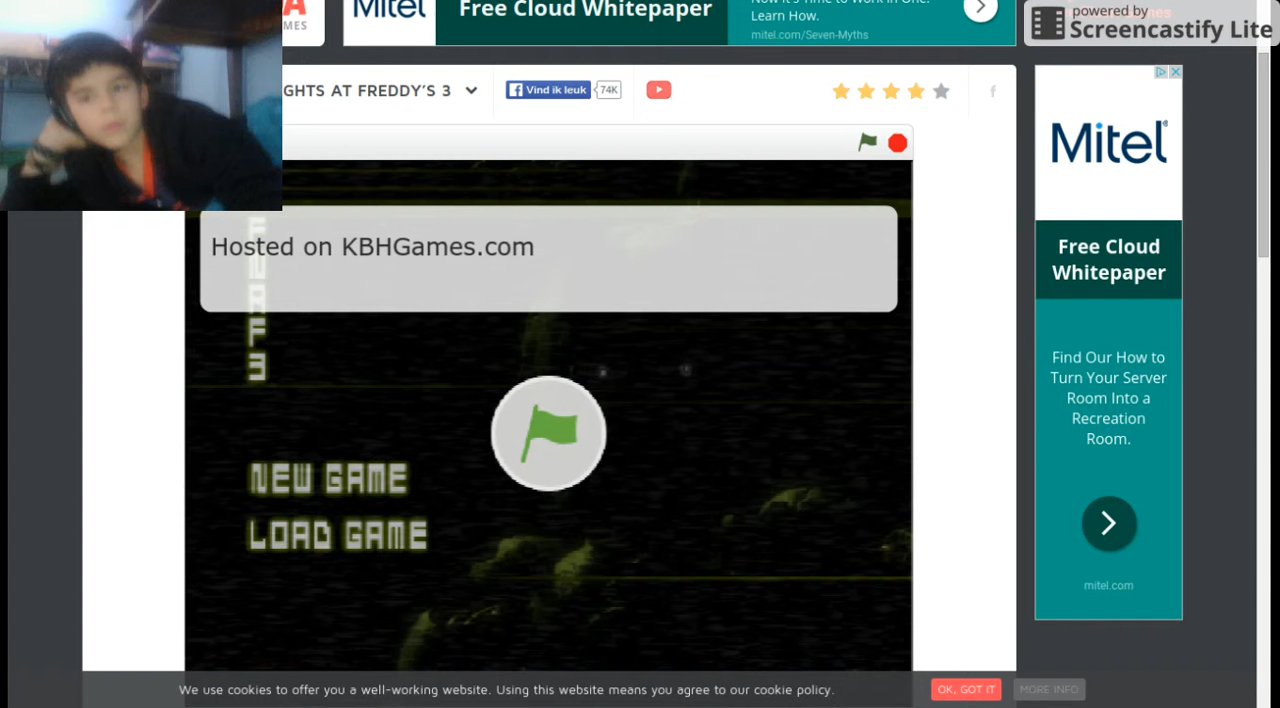 A
MES
Mitel
Free Cloud Whitepaper
Learn How.
mitel.com/Seven-Myths
powered by
Screencastify Lite
GHTS AT FREDDY'S 3
Vind ik leuk
74K
Mitel
Hosted on KBHGames.com
F
3
NEW GAME
LOAD GAME
Free Cloud
Whitepaper
Find Our How to
Turn Your Server
Room Into a
Recreation
Room.
mitel.com
We use cookies to offer you a well-working website. Using this website means you agree to our cookie policy.
OK, GOT IT
MORE INFO